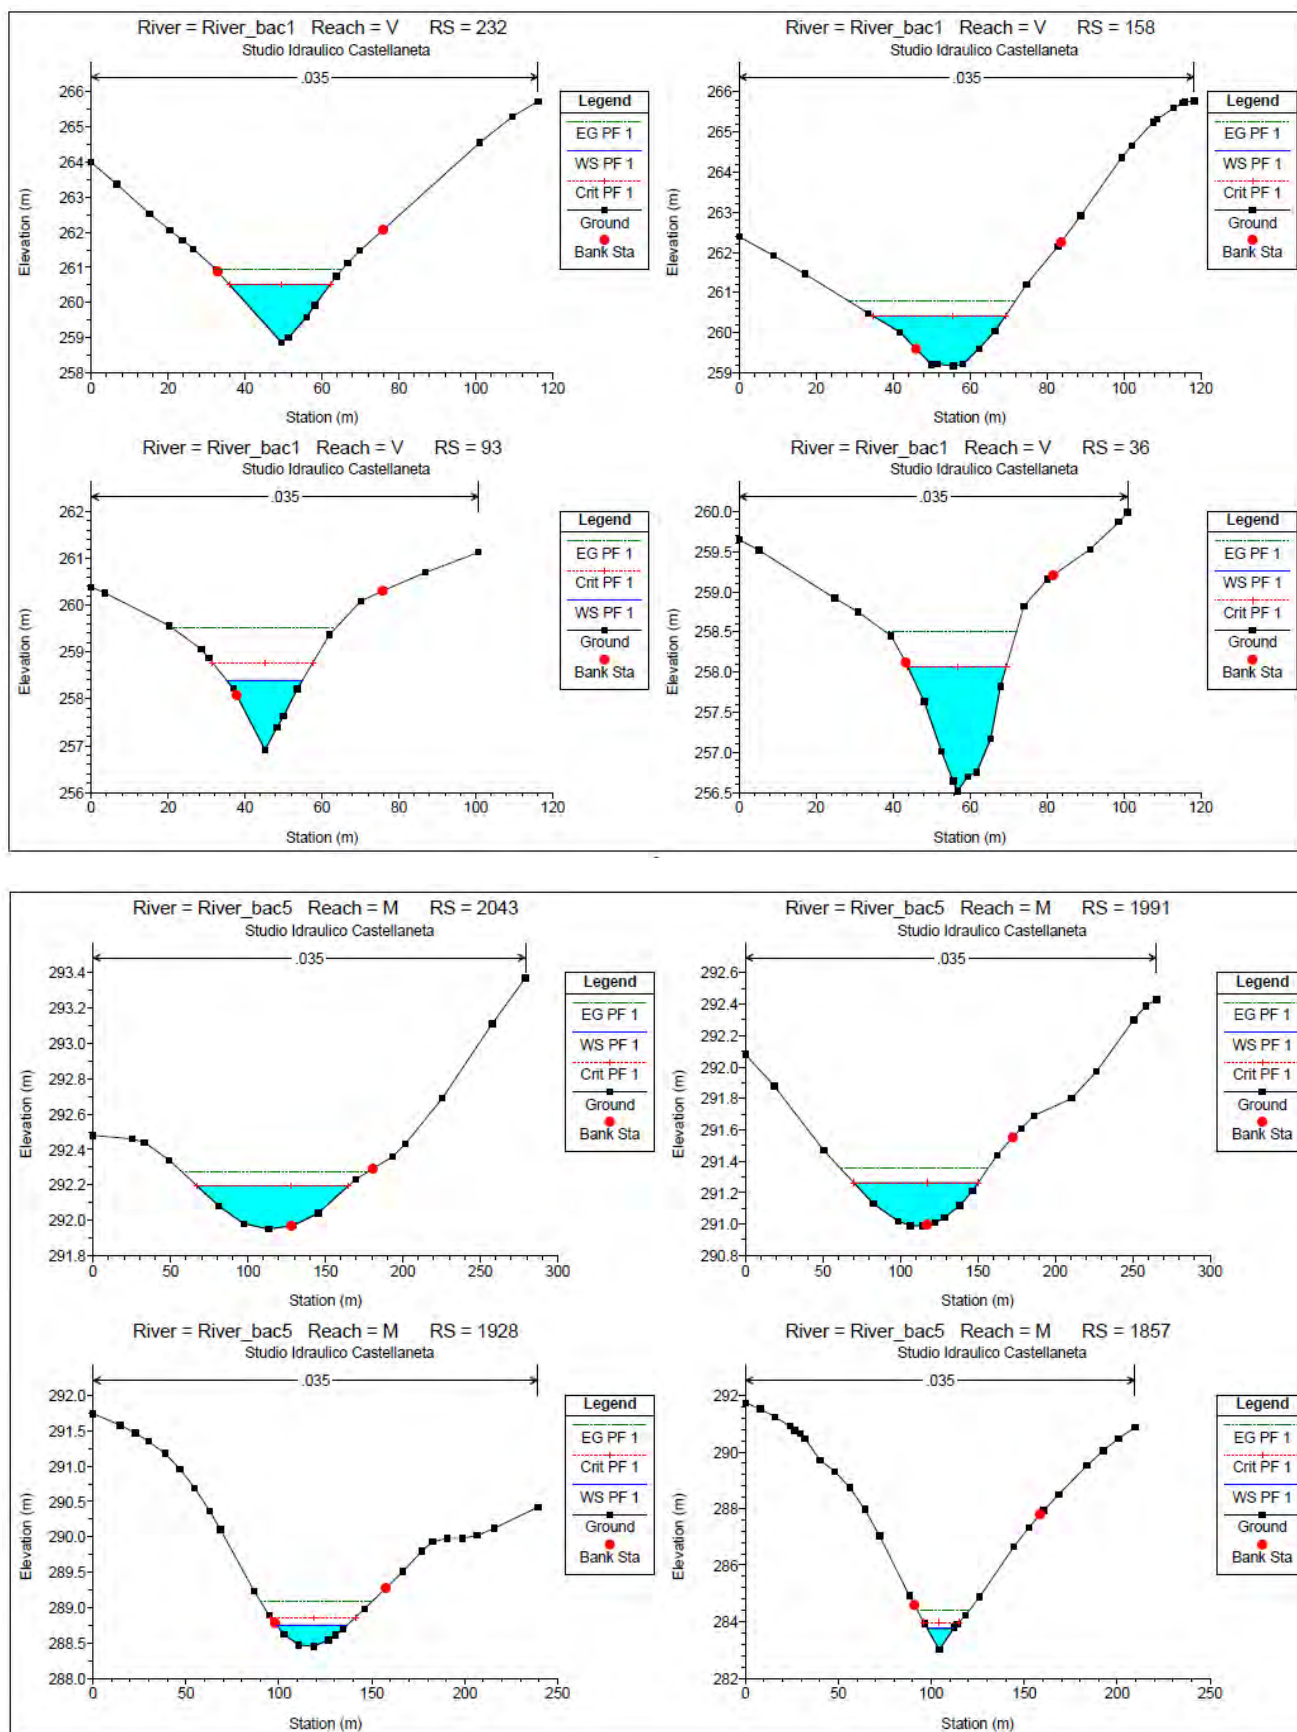 River = River_bac1 Reach = V RS = 232
Studio Idraulico Castellaneta
.035
266
265
264
263
262
261
260
259
258
Elevation (m)
0 20 40 60 80 100 120
Station (m)
Legend
EG PF 1
WS PF 1
Crit PF 1
Ground
Bank Sta
River = River_bac1 Reach = V RS = 158
Studio Idraulico Castellaneta
.035
266
265
264
263
262
261
260
259
Elevation (m)
0 20 40 60 80 100 120
Station (m)
Legend
EG PF 1
WS PF 1
Crit PF 1
Ground
Bank Sta
River = River_bac1 Reach = V RS = 93
Studio Idraulico Castellaneta
.035
262
261
260
259
258
257
256
Elevation (m)
0 20 40 60 80 100 120
Station (m)
Legend
EG PF 1
Crit PF 1
WS PF 1
Ground
Bank Sta
River = River_bac1 Reach = V RS = 36
Studio Idraulico Castellaneta
.035
260.0
259.5
259.0
258.5
258.0
257.5
257.0
256.5
Elevation (m)
0 20 40 60 80 100 120
Station (m)
Legend
EG PF 1
WS PF 1
Crit PF 1
Ground
Bank Sta
River = River_bac5 Reach = M RS = 2043
Studio Idraulico Castellaneta
.035
293.4
293.2
293.0
292.8
292.6
292.4
292.2
292.0
291.8
Elevation (m)
0 50 100 150 200 250 300
Station (m)
Legend
EG PF 1
WS PF 1
Crit PF 1
Ground
Bank Sta
River = River_bac5 Reach = M RS = 1991
Studio Idraulico Castellaneta
.035
292.6
292.4
292.2
292.0
291.8
291.6
291.4
291.2
291.0
290.8
Elevation (m)
0 50 100 150 200 250 300
Station (m)
Legend
EG PF 1
WS PF 1
Crit PF 1
Ground
Bank Sta
River = River_bac5 Reach = M RS = 1928
Studio Idraulico Castellaneta
.035
292.0
291.5
291.0
290.5
290.0
289.5
289.0
288.5
288.0
Elevation (m)
0 50 100 150 200 250
Station (m)
Legend
EG PF 1
Crit PF 1
WS PF 1
Ground
Bank Sta
River = River_bac5 Reach = M RS = 1857
Studio Idraulico Castellaneta
.035
292
290
288
286
284
282
Elevation (m)
0 50 100 150 200 250
Station (m)
Legend
EG PF 1
Crit PF 1
WS PF 1
Ground
Bank Sta